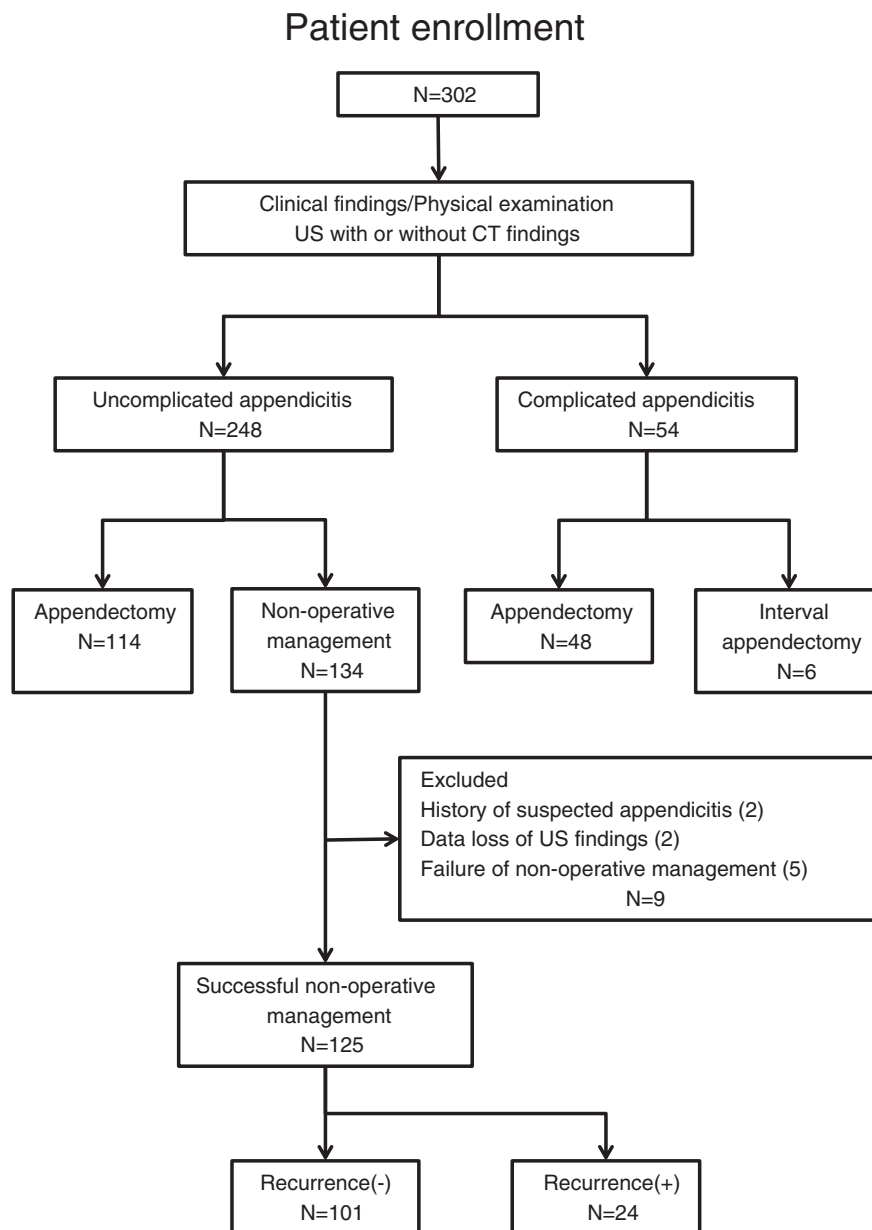 Patient enrollment
N=302
Clinical findings/Physical examination
US with or without CT findings
Uncomplicated appendicitis
N=248
Complicated appendicitis
N=54
Appendectomy
N=114
Non-operative
management
N=134
Appendectomy
N=48
Interval
appendectomy
N=6
Excluded
History of suspected appendicitis (2)
Data loss of US findings (2)
Failure of non-operative management (5)
N=9
Successful non-operative
management
N=125
Recurrence(-)
N=101
Recurrence(+)
N=24